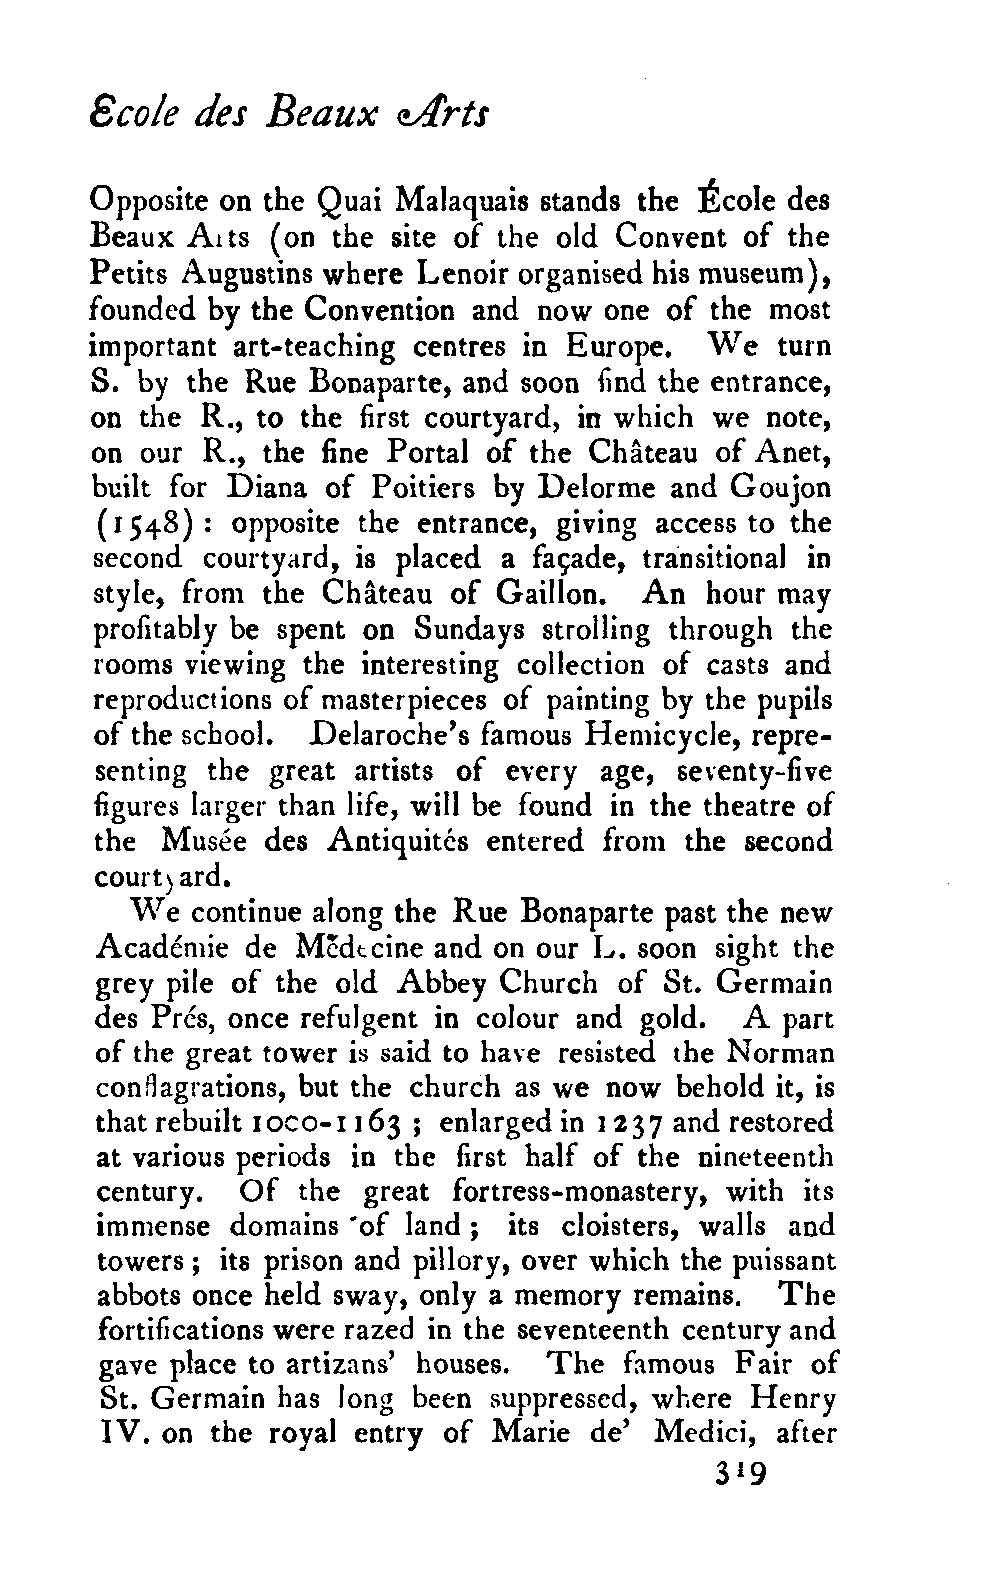 Ecole des Beaux Arts
Opposite on the Quai Malaquais stands the École des
Beaux Arts (on the site of the old Convent of the
Petits Augustins where Lenoir organised his museum),
founded by the Convention and now one of the most
important art-teaching centres in Europe. We turn
S. by the Rue Bonaparte, and soon find the entrance,
on the R., to the first courtyard, in which we note,
on our R., the fine Portal of the Château of Anet,
built for Diana of Poitiers by Delorme and Goujon
(1548) : opposite the entrance, giving access to the
second courtyard, is placed a façade, transitional in
style, from the Château of Gaillon. An hour may
profitably be spent on Sundays strolling through the
rooms viewing the interesting collection of casts and
reproductions of masterpieces of painting by the pupils
of the school. Delaroche's famous Hemicycle, repre-
senting the great artists of every age, seventy-five
figures larger than life, will be found in the theatre of
the Musée des Antiquités entered from the second
courtyard.
We continue along the Rue Bonaparte past the new
Académie de Médecine and on our L. soon sight the
grey pile of the old Abbey Church of St. Germain
des Prés, once refulgent in colour and gold. A part
of the great tower is said to have resisted the Norman
conflagrations, but the church as we now behold it, is
that rebuilt 1000-1163 ; enlarged in 1237 and restored
at various periods in the first half of the nineteenth
century. Of the great fortress-monastery, with its
immense domains of land ; its cloisters, walls and
towers ; its prison and pillory, over which the puissant
abbots once held sway, only a memory remains. The
fortifications were razed in the seventeenth century and
gave place to artizans' houses. The famous Fair of
St. Germain has long been suppressed, where Henry
IV. on the royal entry of Marie de' Medici, after
319